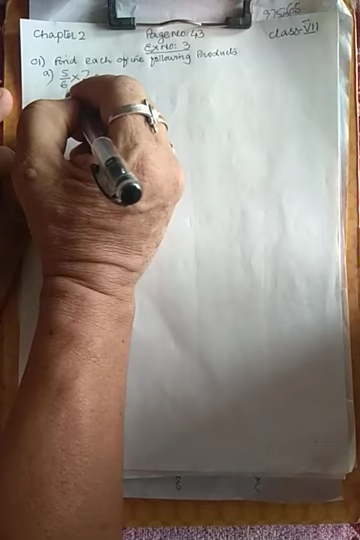 Chapter 2 Page No: 43 class-VII
Ex No: 3
01) Find each of the following Products
a) 5/6 × 7